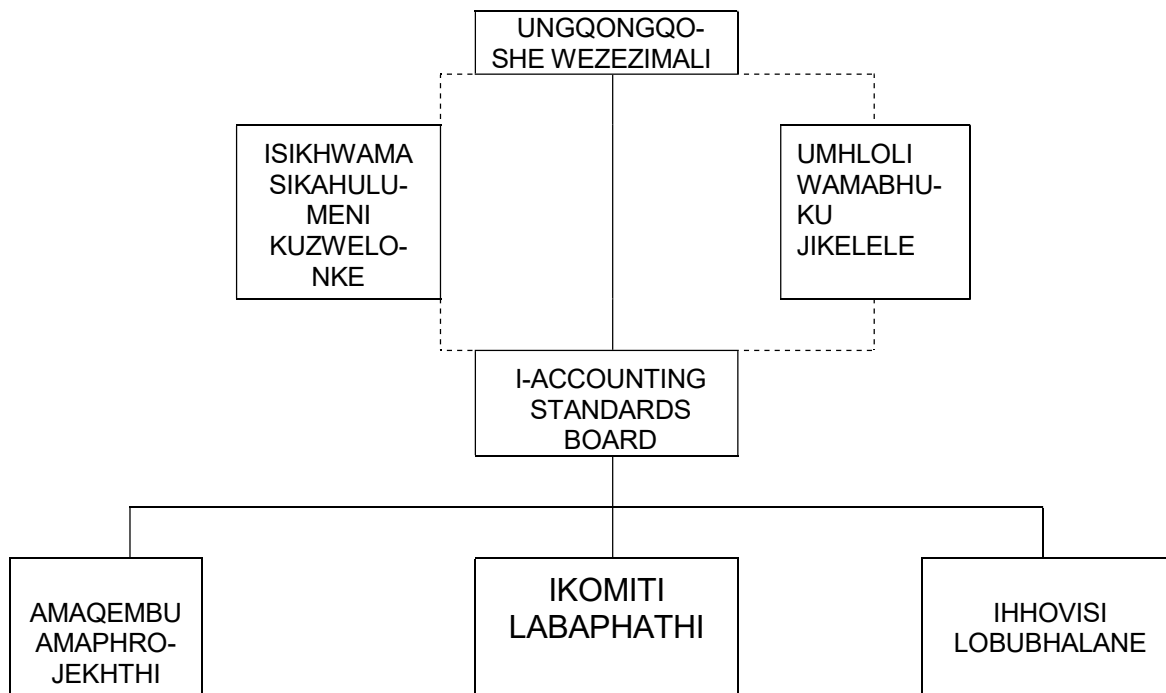 UNGQONGQO-
SHE WEZEZIMALI
ISIKHWAMA
SIKAHULU-
MENI
KUZWELO-
NKE
UMHLOLI
WAMABHU-
KU
JIKELELE
I-ACCOUNTING
STANDARDS
BOARD
AMAQEMBU
AMAPHRO-
JEKHTHI
IKOMITI
LABAPHATHI
IHHOVISI
LOBUBHALANE